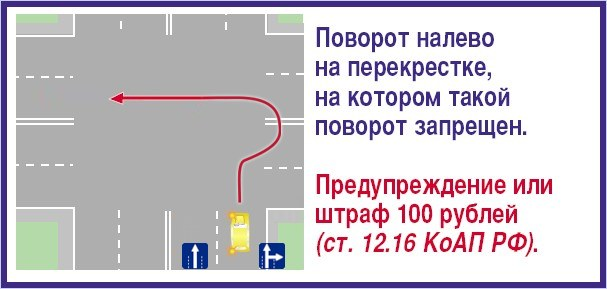 Поворот налево
на перекрестке,
на котором такой
поворот запрещен.
Предупреждение или
штраф 100 рублей
(ст. 12.16 КоАП РФ).